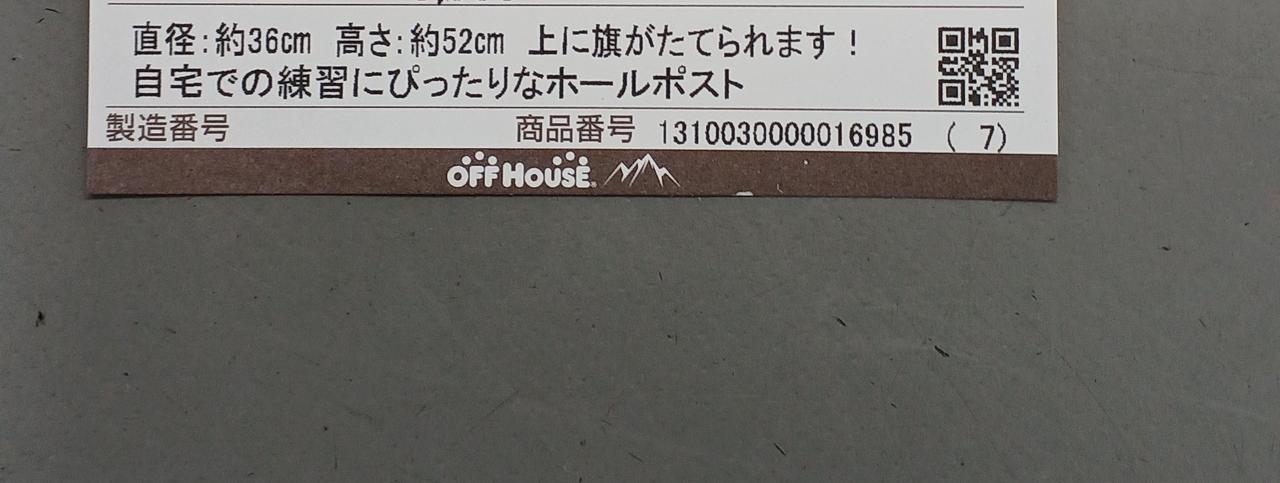 直径:約36cm 高さ:約52cm 上に旗がたてられます！
自宅での練習にぴったりなホールポスト
製造番号 商品番号 1310030000016985 ( 7)
OFF HOUSE